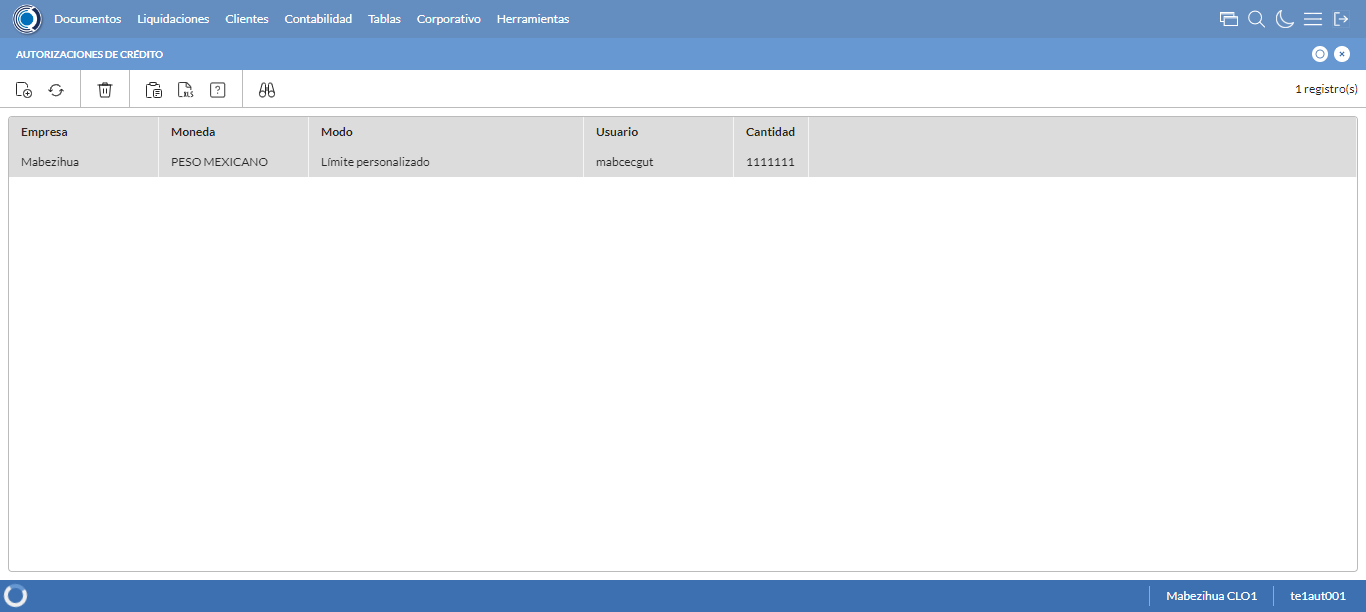 Documentos Liquidaciones Clientes Contabilidad Tablas Corporativo Herramientas
AUTORIZACIONES DE CRÉDITO
XLS ? 1 registro(s)
Empresa Moneda Modo Usuario Cantidad
Mabezihua PESO MEXICANO Límite personalizado mabcecgut 1111111
Mabezihua CLO1 te1aut001